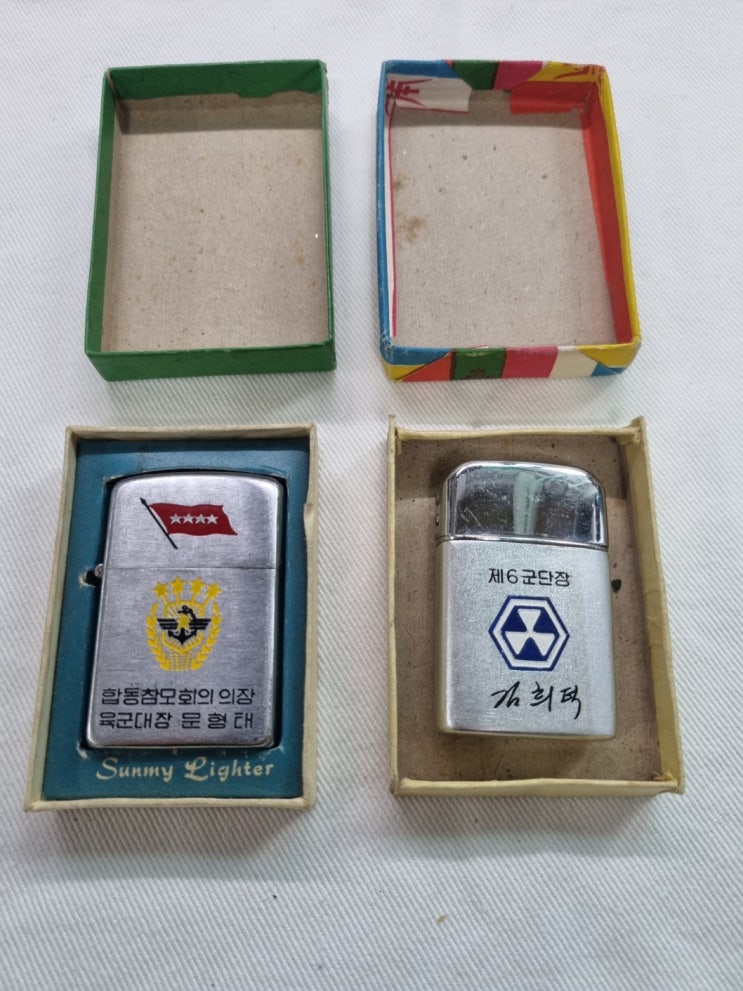 합동참모회의 의장
육군대장 문형태
Sunmy Lighter
제6군단장
김희덕